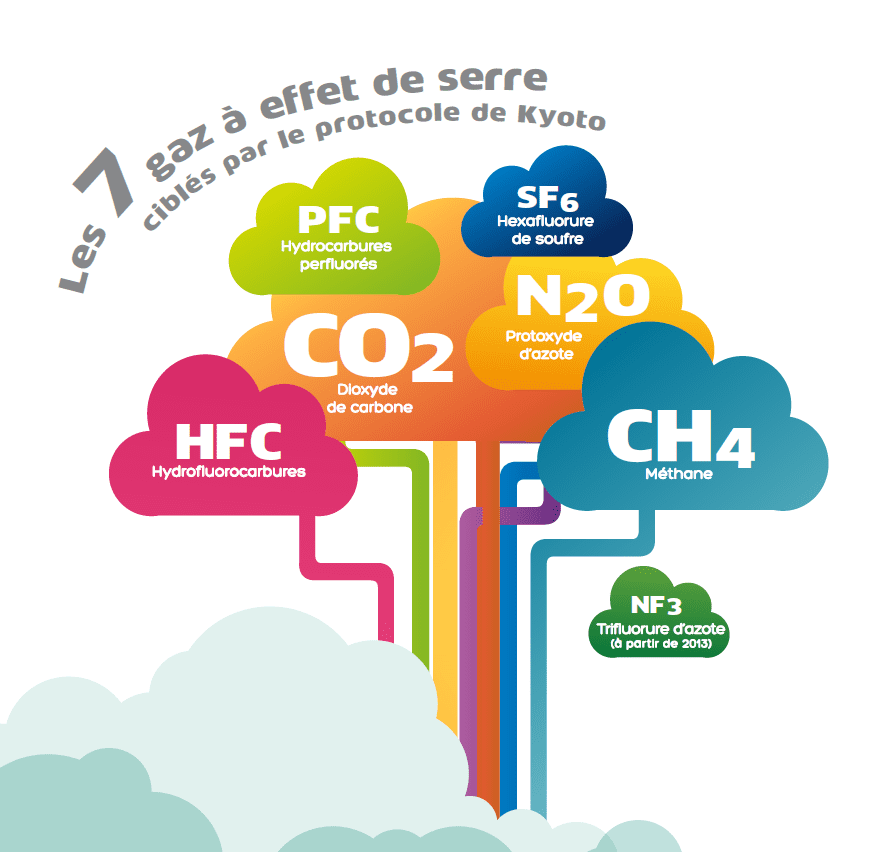 Les 7 gaz à effet de serre
ciblés par le protocole de Kyoto
PFC
Hydrocarbures
perfluorés
SF6
Hexafluorure
de soufre
N2O
Protoxyde
d'azote
CO2
Dioxyde
de carbone
HFC
Hydrofluorocarbures
CH4
Méthane
NF3
Trifluorure d'azote
(à partir de 2013)